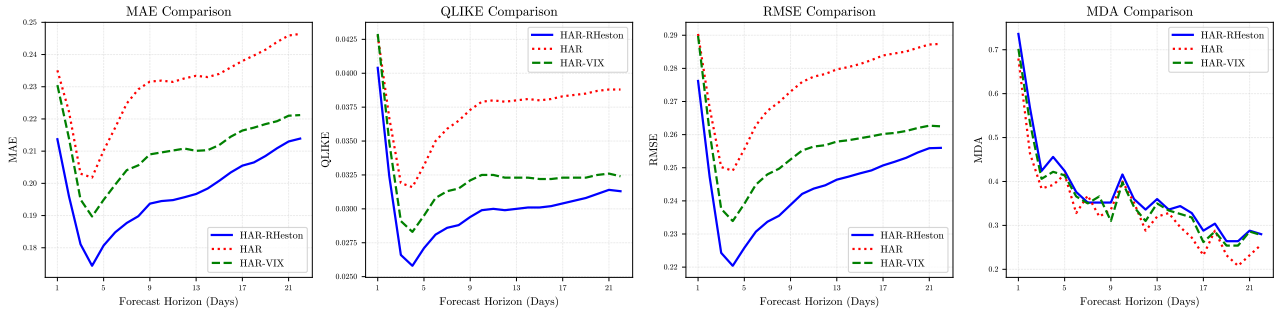 MAE Comparison
0.25
0.24
0.23
0.22
0.21
0.20
0.19
0.18
MAE
HAR-RHeston
HAR
HAR-VIX
1
5
9
13
17
21
Forecast Horizon (Days)
QLIKE Comparison
0.0425
0.0400
0.0375
0.0350
0.0325
0.0300
0.0275
0.0250
QLIKE
HAR-RHeston
HAR
HAR-VIX
1
5
9
13
17
21
Forecast Horizon (Days)
RMSE Comparison
0.29
0.28
0.27
0.26
0.25
0.24
0.23
0.22
RMSE
HAR-RHeston
HAR
HAR-VIX
1
5
9
13
17
21
Forecast Horizon (Days)
MDA Comparison
0.7
0.6
0.5
0.4
0.3
0.2
MDA
HAR-RHeston
HAR
HAR-VIX
1
5
9
13
17
21
Forecast Horizon (Days)